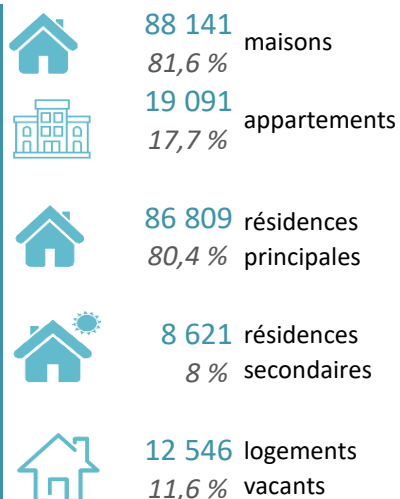 88 141 maisons
81,6 %
19 091 appartements
17,7 %
86 809 résidences
80,4 % principales
8 621 résidences
8 % secondaires
12 546 logements
11,6 % vacants